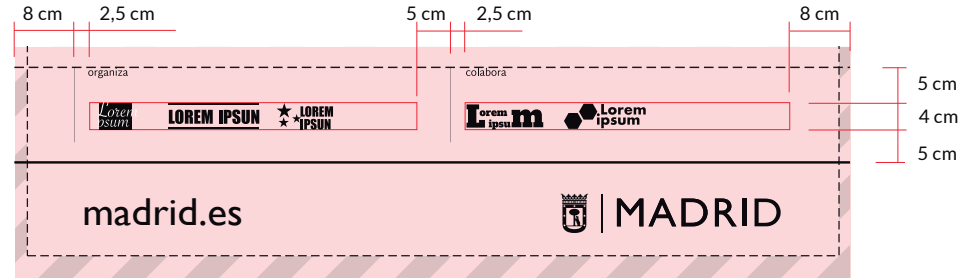 8 cm 2,5 cm 5 cm 2,5 cm 8 cm
organiza colabora
5 cm
Lorem ipsum LOREM IPSUN LOREM IPSUN Lorem ipsum Lorem ipsum
4 cm
5 cm
madrid.es MADRID